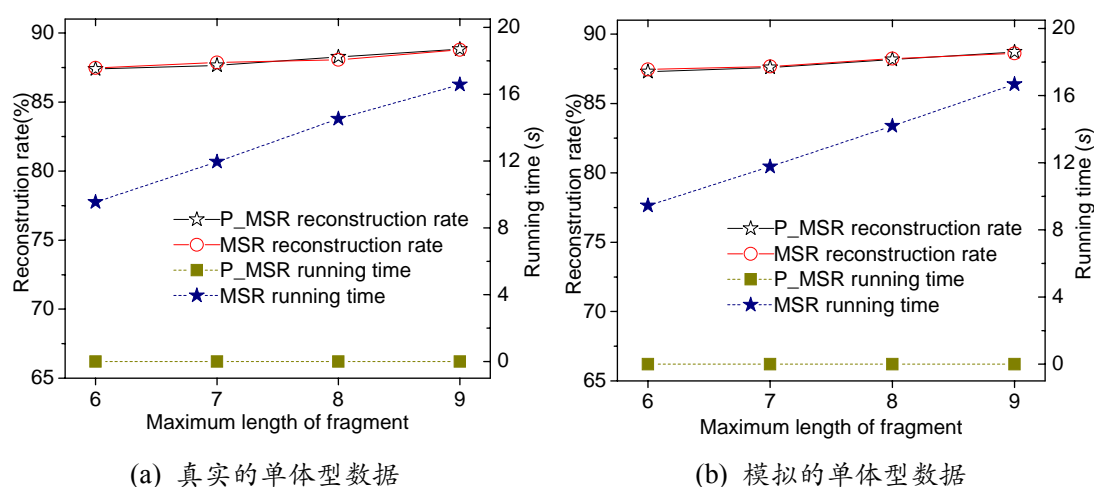 90
85
80
75
70
65
Reconstrution rate(%)
20
16
12
8
4
0
Running time (s)
P_MSR reconstruction rate
MSR reconstruction rate
P_MSR running time
MSR running time
6 7 8 9
Maximum length of fragment
(a) 真实的单体型数据
90
85
80
75
70
65
Reconstrution rate(%)
20
16
12
8
4
0
Running time (s)
P_MSR reconstruction rate
MSR reconstruction rate
P_MSR running time
MSR running time
6 7 8 9
Maximum length of fragment
(b) 模拟的单体型数据